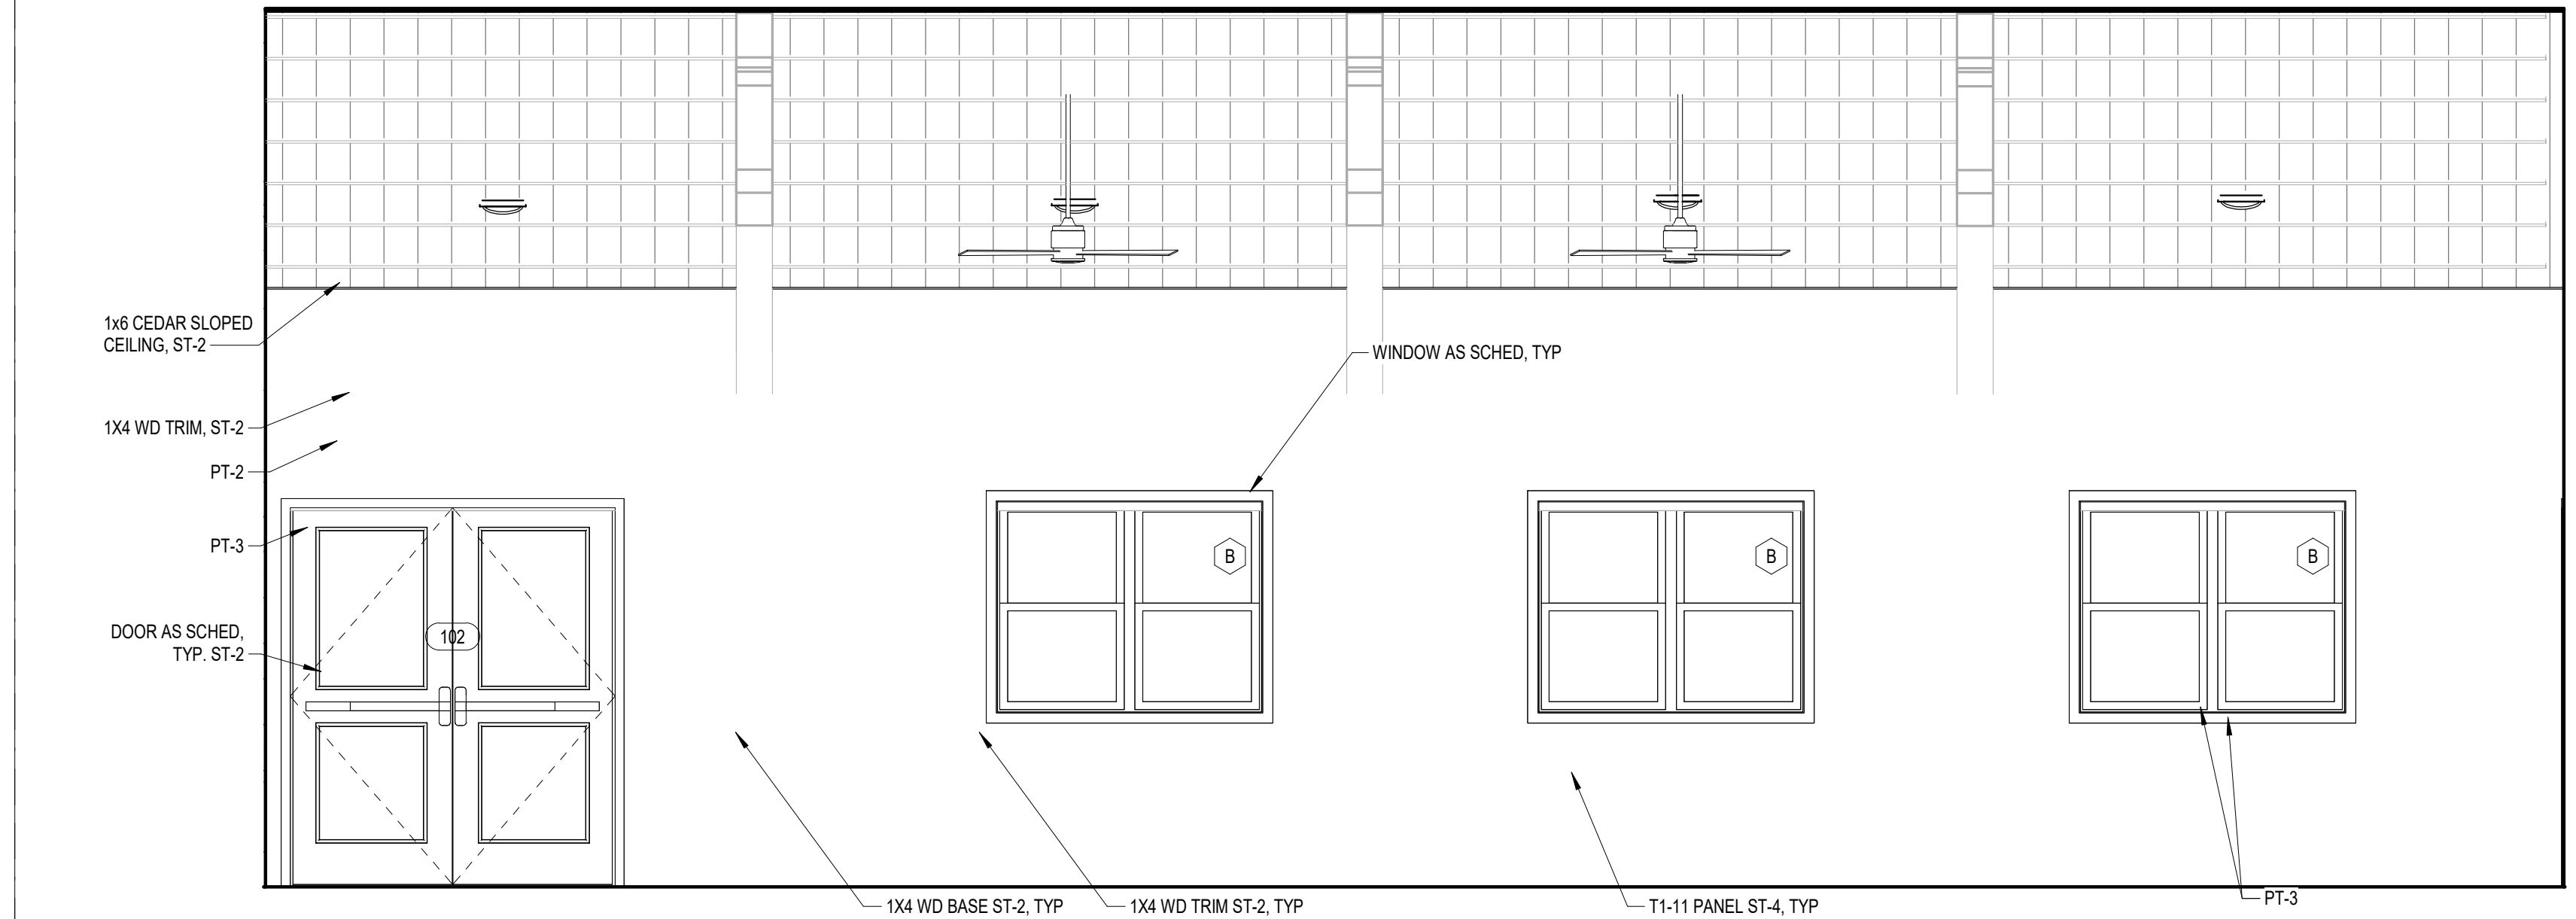 1x6 CEDAR SLOPED
CEILING, ST-2
WINDOW AS SCHED, TYP
1X4 WD TRIM, ST-2
PT-2
PT-3
B
B
B
DOOR AS SCHED,
TYP. ST-2
102
1X4 WD BASE ST-2, TYP
1X4 WD TRIM ST-2, TYP
T1-11 PANEL ST-4, TYP
PT-3